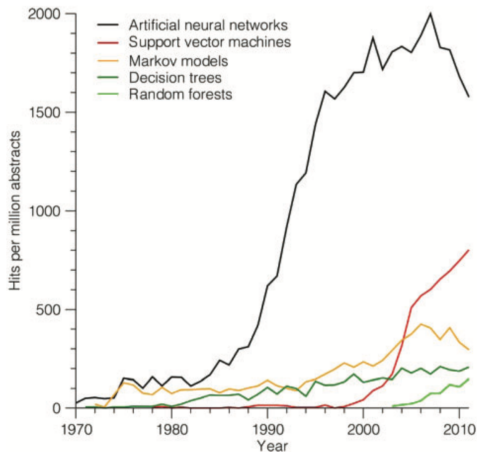 2000
1500
1000
500
0
Hits per million abstracts
Artificial neural networks
Support vector machines
Markov models
Decision trees
Random forests
1970
1980
1990
2000
2010
Year